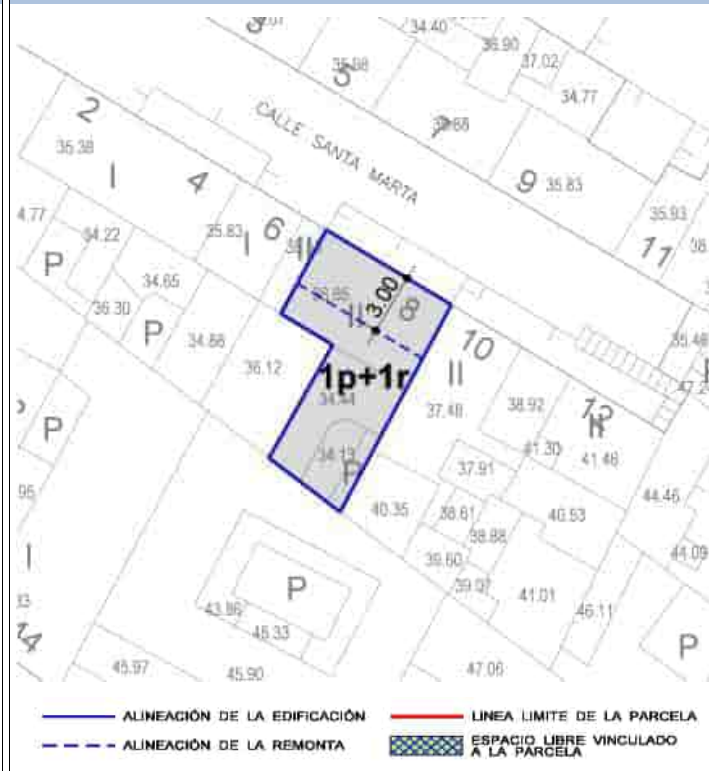 34.40
36.90
37.02
5
34.77
2
CALLE SANTA MARTA
7
35.38
I
4
9
35.83
35.93
6
35.83
I
11
34.22
P
34.65
3.00
8
36.30
P
34.88
10
36.12
1p+1r
II
34.44
37.48
38.92
12
P
34.13
41.30
41.46
P
37.91
40.35
38.61
40.53
44.46
38.88
44.09
39.60
I
39.07
41.01
46.11
P
43.86
45.33
P
45.97
45.90
47.06
ALINEACIÓN DE LA EDIFICACIÓN
LINEA LIMITE DE LA PARCELA
ALINEACIÓN DE LA REMONTA
ESPACIO LIBRE VINCULADO
A LA PARCELA